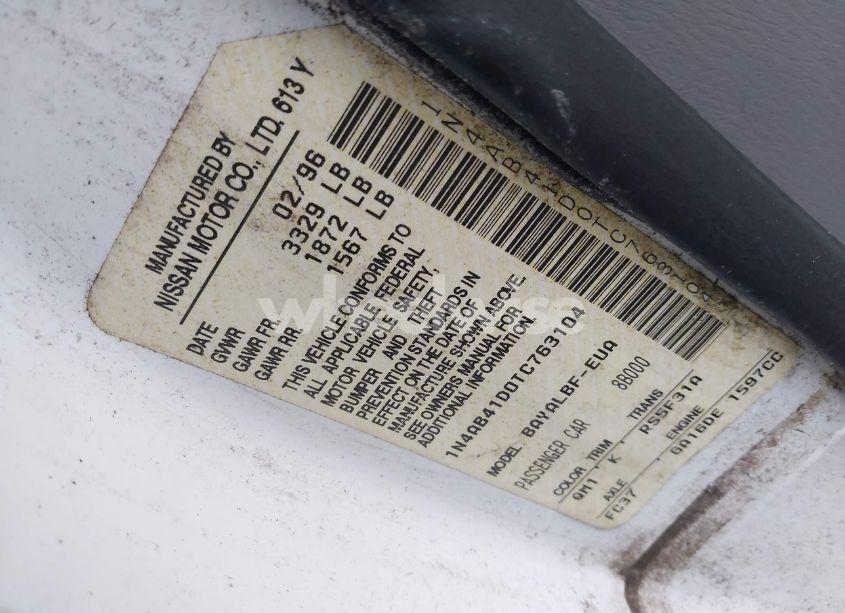 MANUFACTURED BY
NISSAN MOTOR CO., LTD. 613 Y
DATE 02/96
GWR 3329 LB
GAWR FR. 1872 LB
GAWR RR. 1567 LB
THIS VEHICLE CONFORMS TO
ALL APPLICABLE FEDERAL
MOTOR VEHICLE SAFETY,
BUMPER AND THEFT
PREVENTION STANDARDS IN
EFFECT ON THE DATE OF
MANUFACTURE SHOWN ABOVE
SEE OWNERS MANUAL FOR
ADDITIONAL INFORMATION.
1N4AB41D0TC763104
1N4AB41D0TC763104
MODEL BAYALBF-EUA
PASSENGER CAR 8B000
COLOR TRIM TRANS
QM1 'K' RS5F31A
AXLE ENGINE
FC37 GA16DE 1597CC